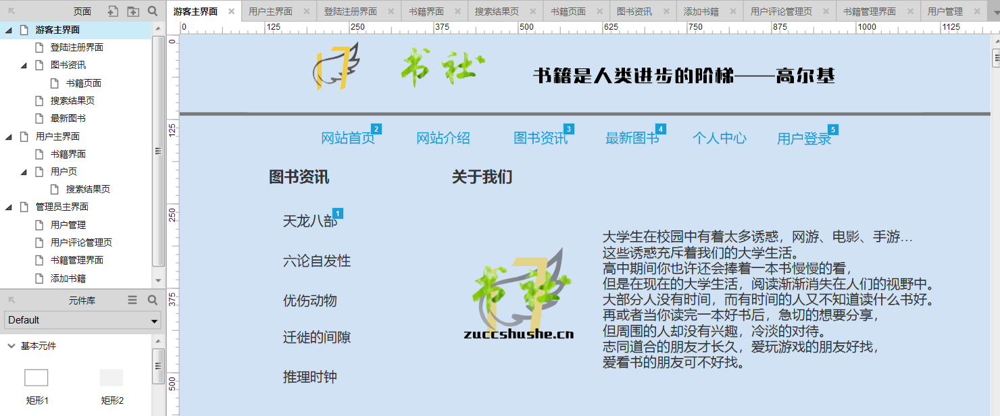 页面
游客主界面
登陆注册界面
图书资讯
书籍页面
搜索结果页
最新图书
用户主界面
书籍界面
用户页
搜索结果页
管理员主界面
用户管理
用户评论管理页
书籍管理界面
添加书籍
元件库
Default
基本元件
矩形1 矩形2
游客主界面 用户主界面 登陆注册界面 书籍界面 搜索结果页 书籍页面 图书资讯 添加书籍 用户评论管理页 书籍管理界面 用户管理
0 125 250 375 500 625 750 875 1000 1125
0
125
250
375
500
17 书社 书籍是人类进步的阶梯——高尔基
网站首页 2 网站介绍 图书资讯 3 最新图书 4 个人中心 用户登录 5
图书资讯 关于我们
天龙八部 1
六论自发性
优伤动物
迁徙的间隙
推理时钟
17 书社
zuccshushe.cn
大学生在校园中有着太多诱惑，网游、电影、手游...
这些诱惑充斥着我们的大学生活。
高中期间你也许还会捧着一本书慢慢的看，
但是在现在的大学生活，阅读渐渐消失在人们的视野中。
大部分人没有时间，而有时间的人又不知道读什么书好。
再或者当你读完一本好书后，急切的想要分享，
但周围的人却没有兴趣，冷淡的对待。
志同道合的朋友才长久，爱玩游戏的朋友好找，
爱看书的朋友可不好找。